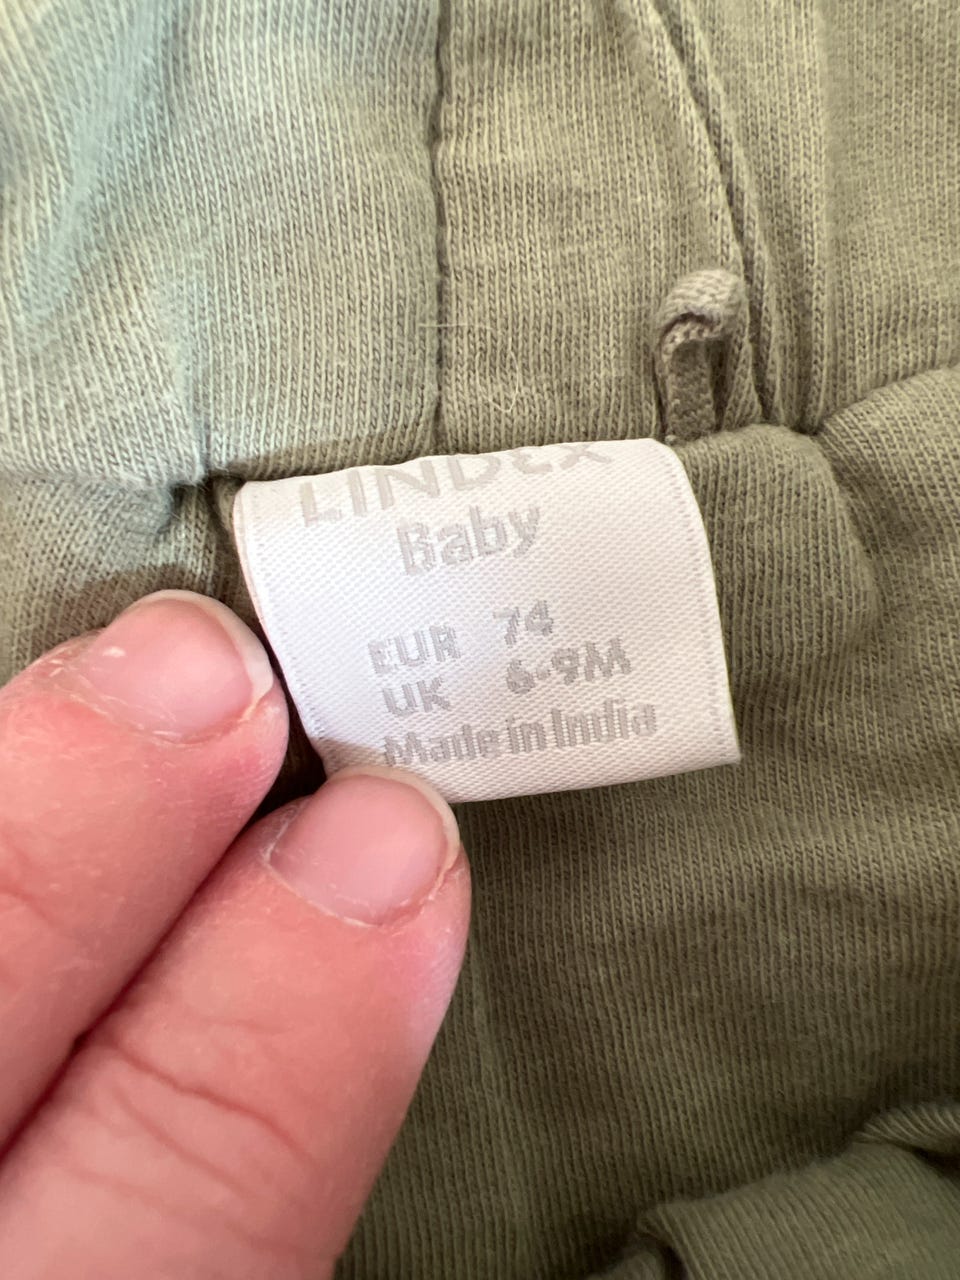 LINDEX
Baby
EUR 74
UK 6-9M
Made in India